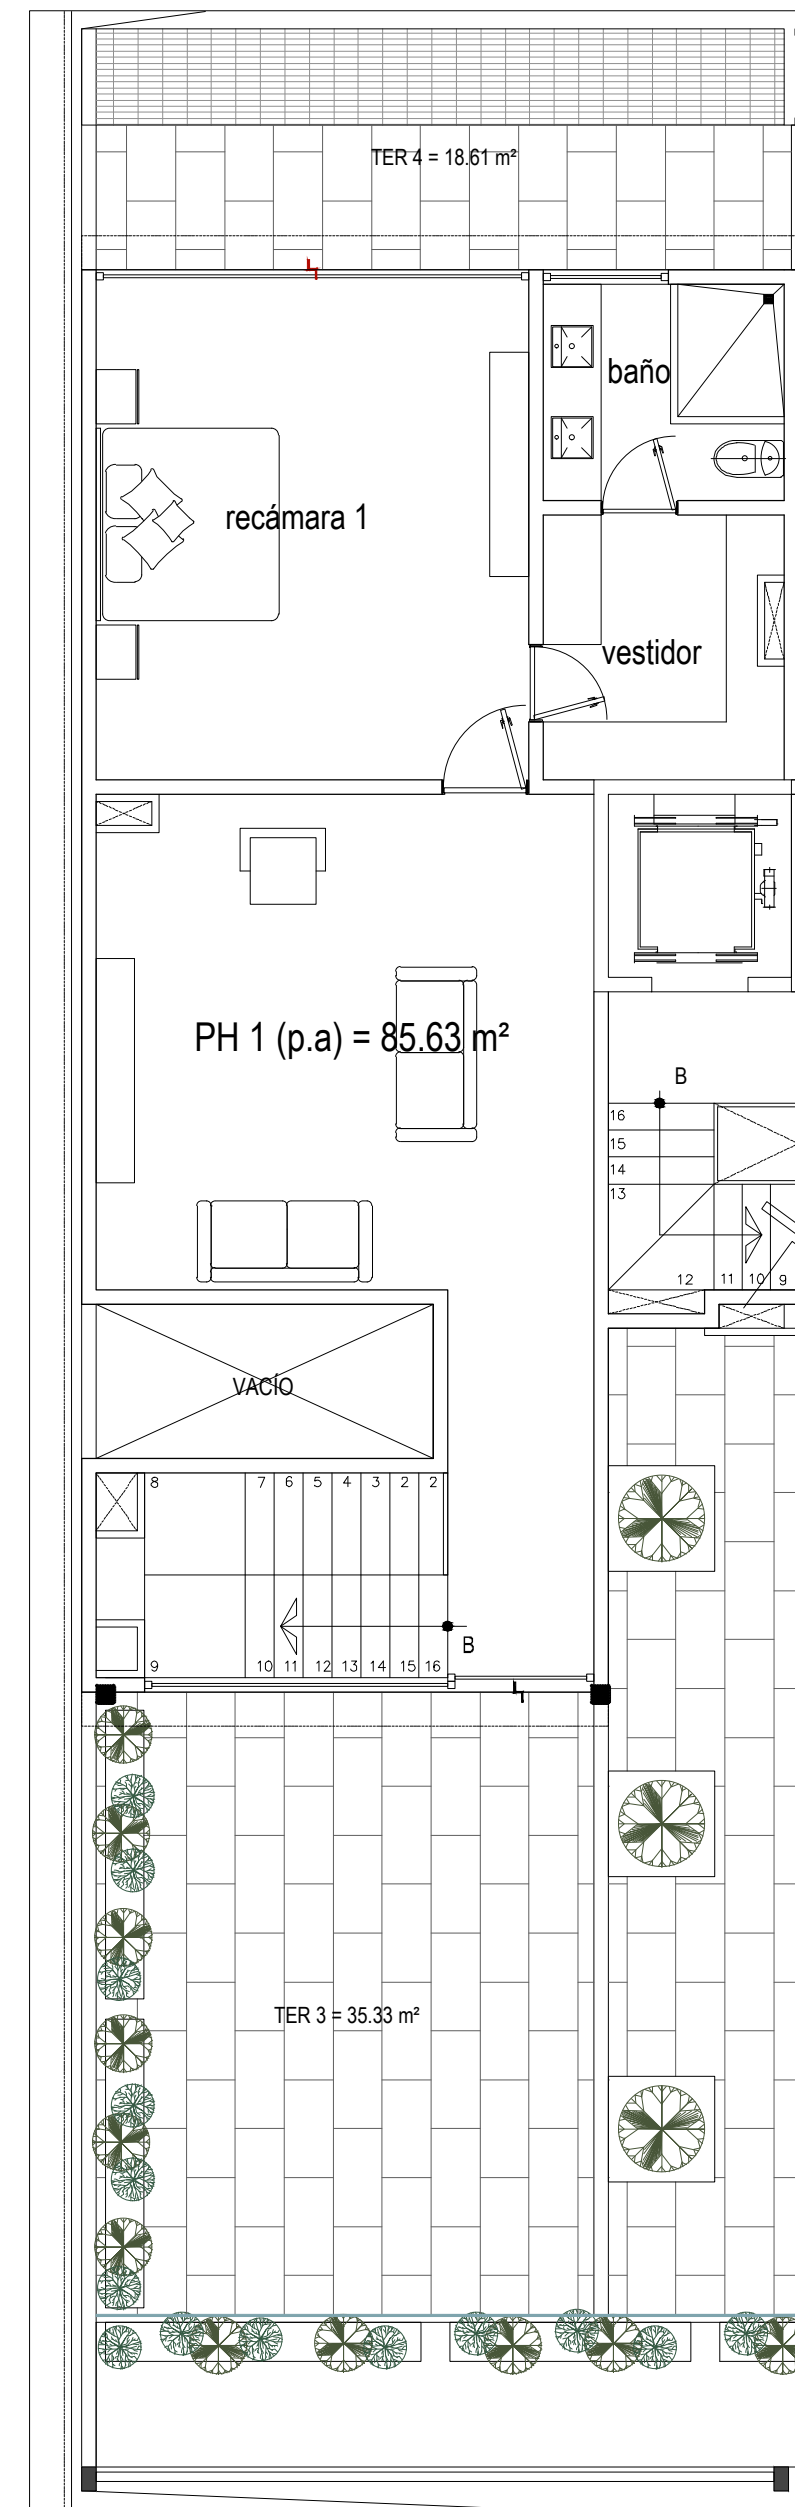 TER 4 = 18.61 m²
baño
recámara 1
vestidor
PH 1 (p.a) = 85.63 m²
B
16
15
14
13
12 11 10 9
VACÍO
8 7 6 5 4 3 2 2
B
9 10 11 12 13 14 15 16
TER 3 = 35.33 m²